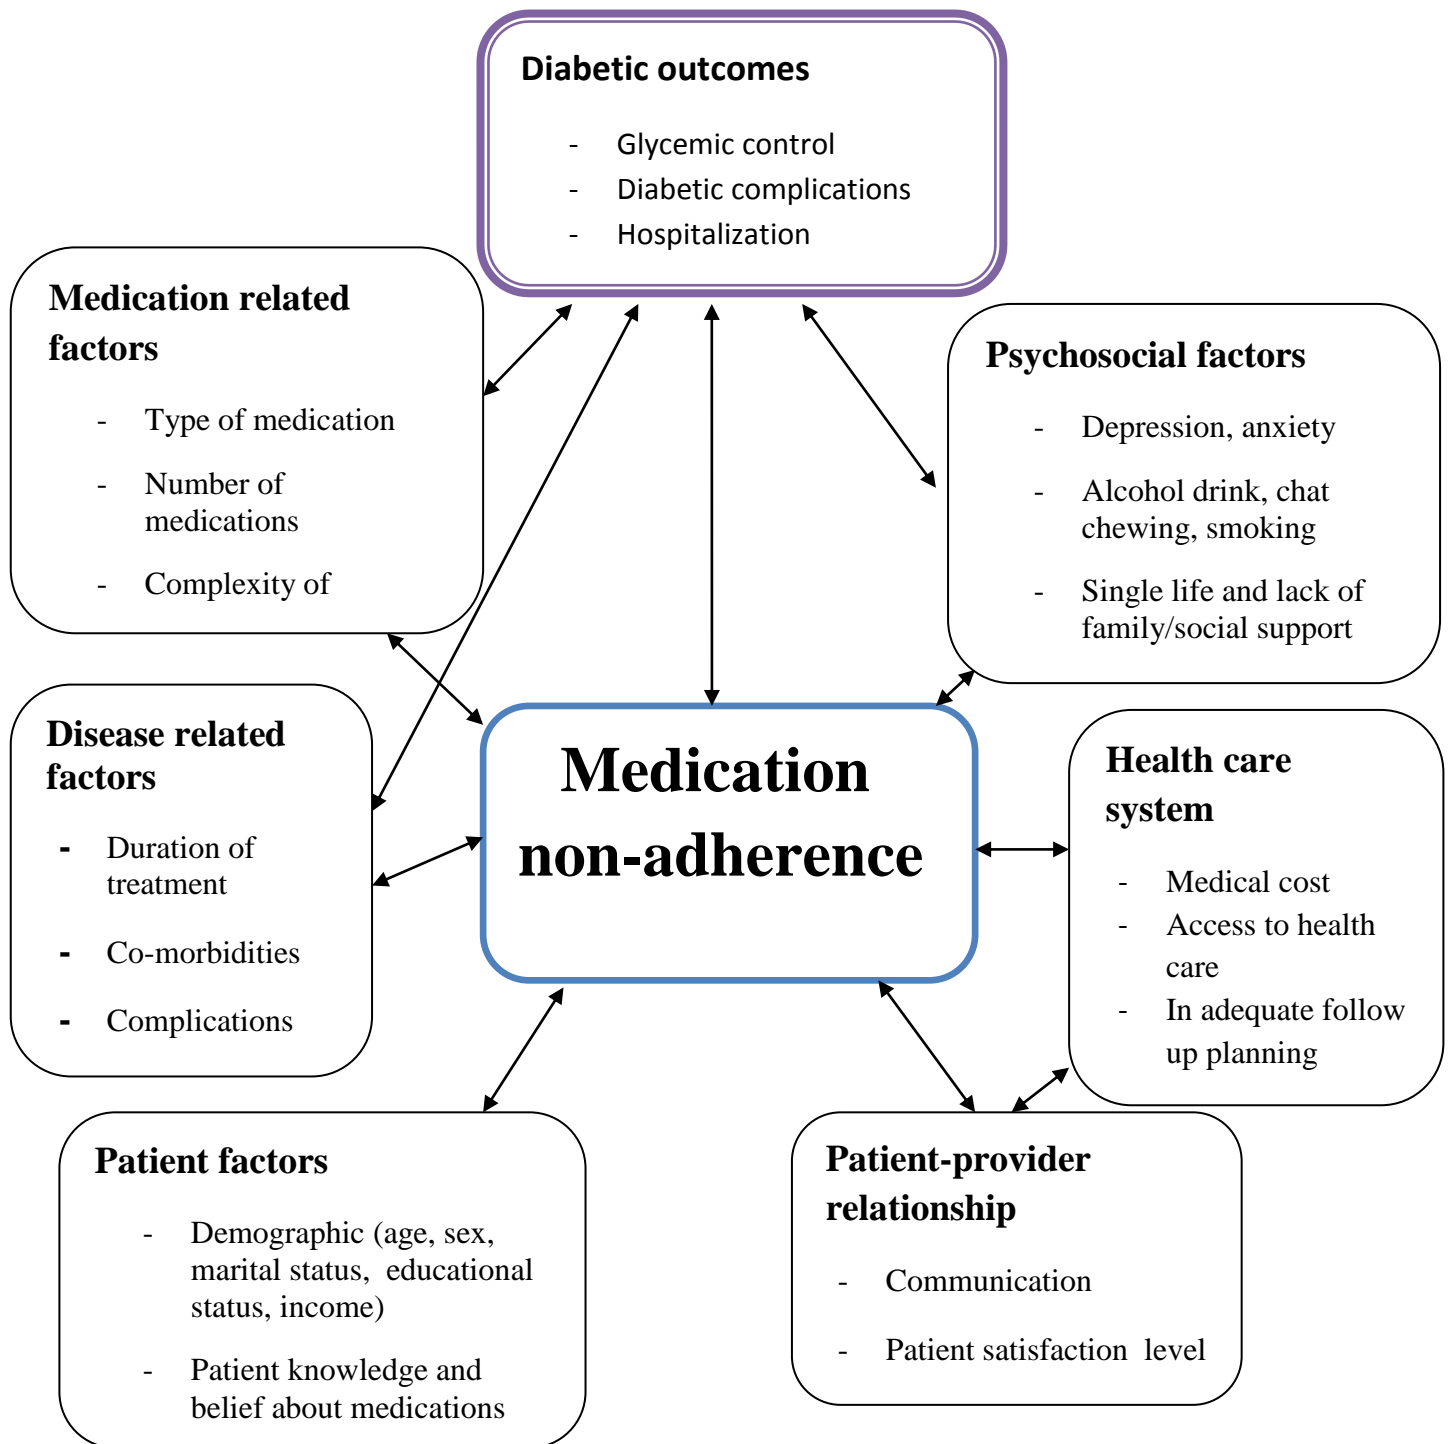 Diabetic outcomes
- Glycemic control
- Diabetic complications
- Hospitalization
Medication related
factors
- Type of medication
- Number of
medications
- Complexity of
Psychosocial factors
- Depression, anxiety
- Alcohol drink, chat
chewing, smoking
- Single life and lack of
family/social support
Disease related
factors
- Duration of
treatment
- Co-morbidities
- Complications
Medication
non-adherence
Health care
system
- Medical cost
- Access to health
care
- In adequate follow
up planning
Patient factors
- Demographic (age, sex,
marital status,  educational
status, income)
- Patient knowledge and
belief about medications
Patient-provider
relationship
- Communication
- Patient satisfaction  level